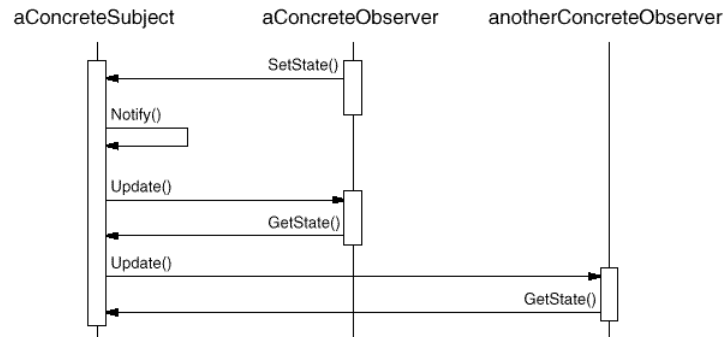 aConcreteSubject aConcreteObserver anotherConcreteObserver
SetState()
Notify()
Update()
GetState()
Update()
GetState()